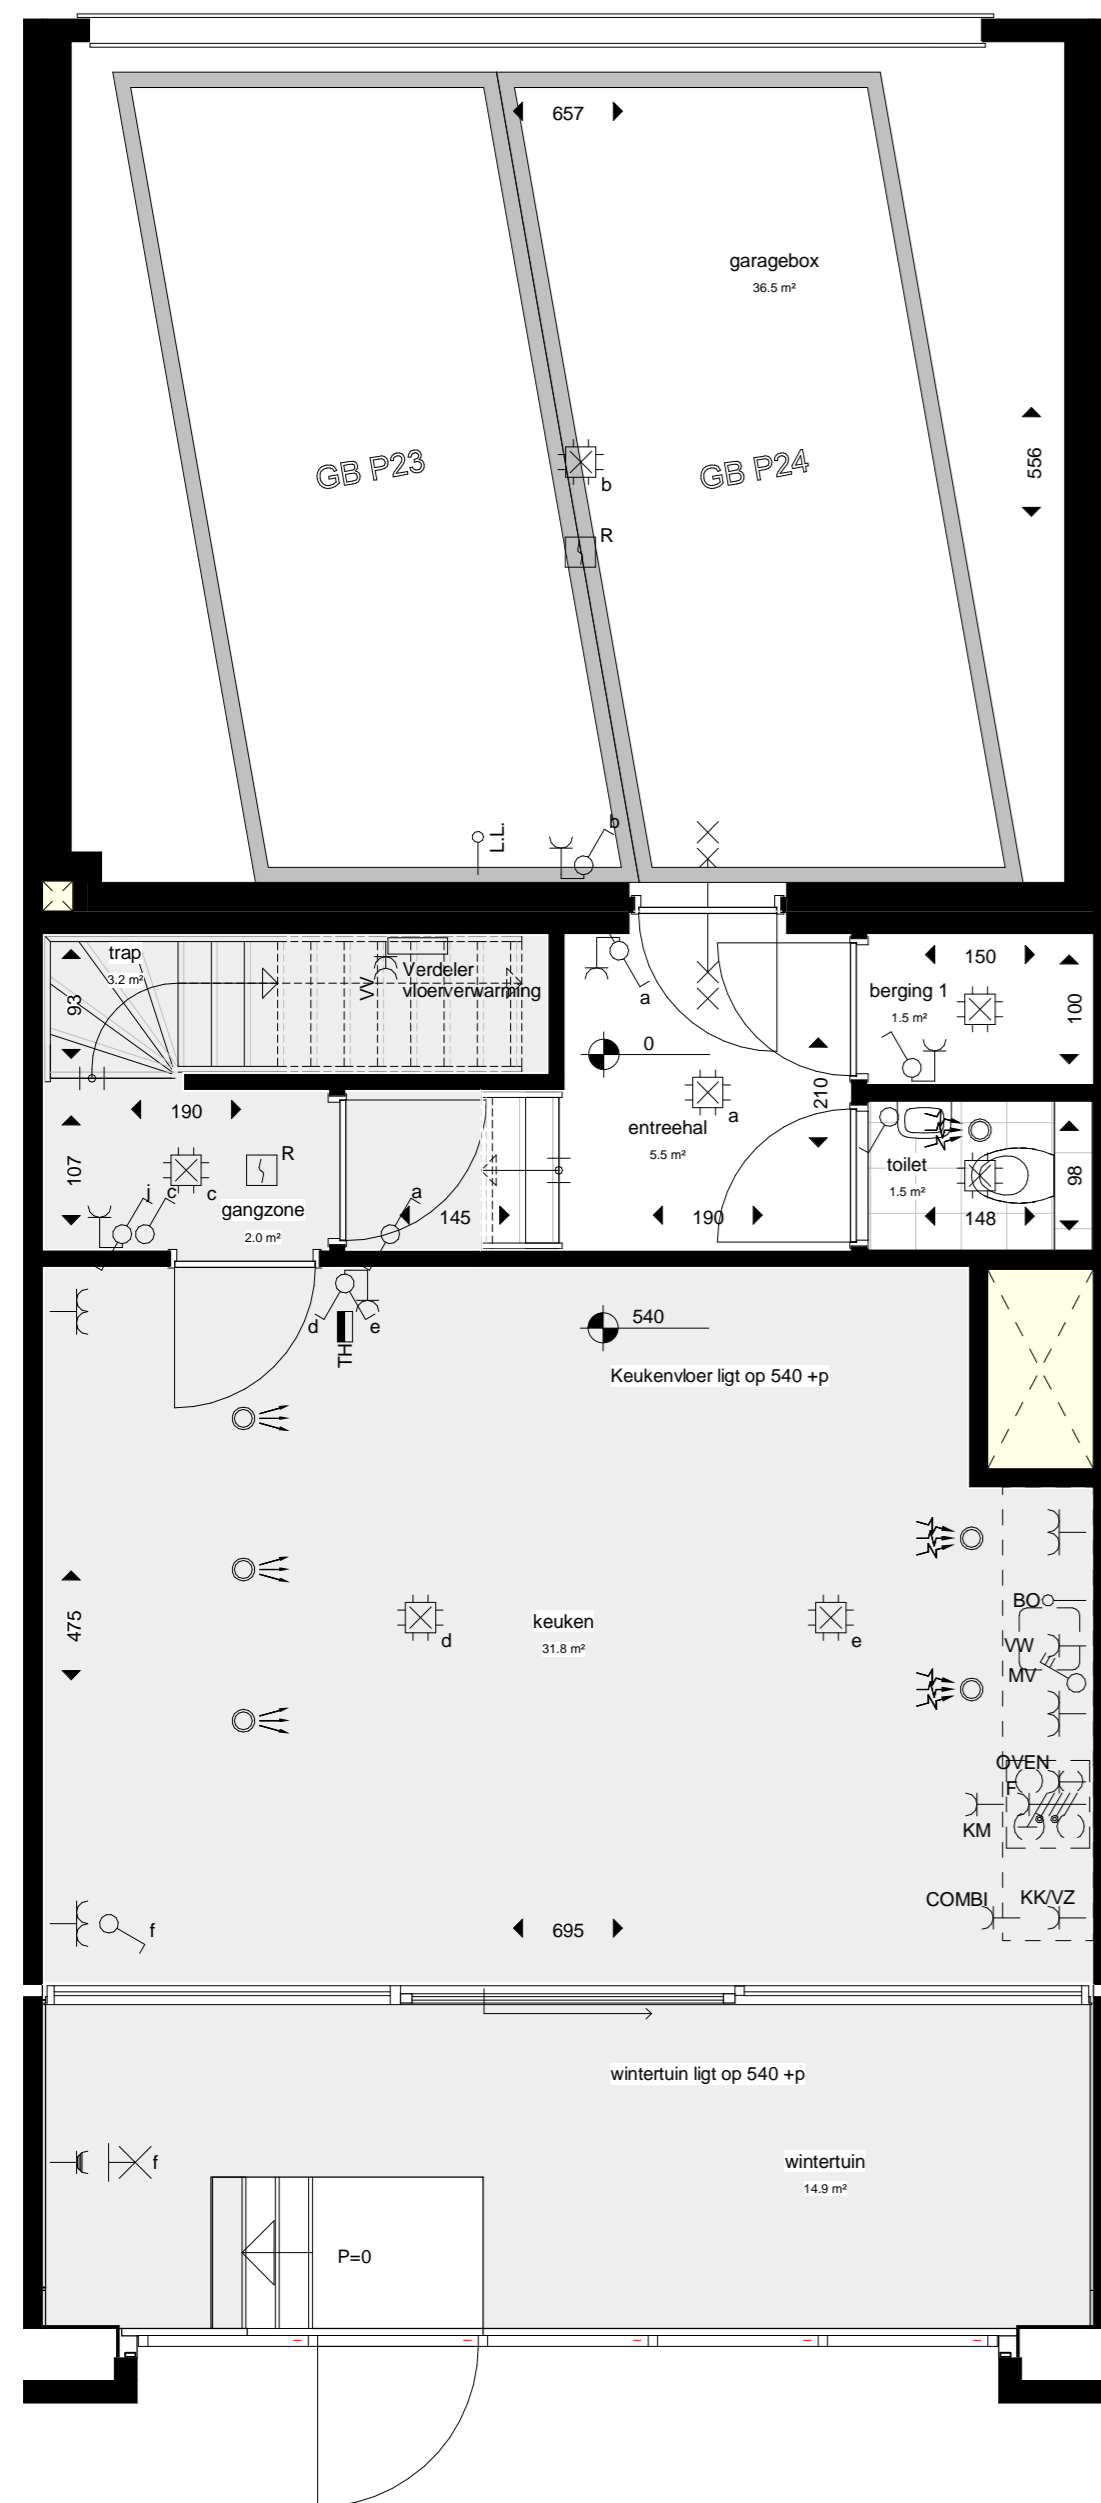 657
garagebox
36.5 m²
556
GB P23
GB P24
b
R
L.L.
b
trap
3.2 m²
93
VV
Verdeler
vloerverwarming
a
0
150
berging 1
1.5 m²
100
190
210
a
entreehal
5.5 m²
107
R
c
j
c
gangzone
2.0 m²
a
145
190
toilet
1.5 m²
148
98
d
e
TH
540
Keukenvloer ligt op 540 +p
475
d
keuken
31.8 m²
e
BO
VW
MV
OVEN
F
KM
COMBI
KK/VZ
f
695
wintertuin ligt op 540 +p
f
wintertuin
14.9 m²
P=0